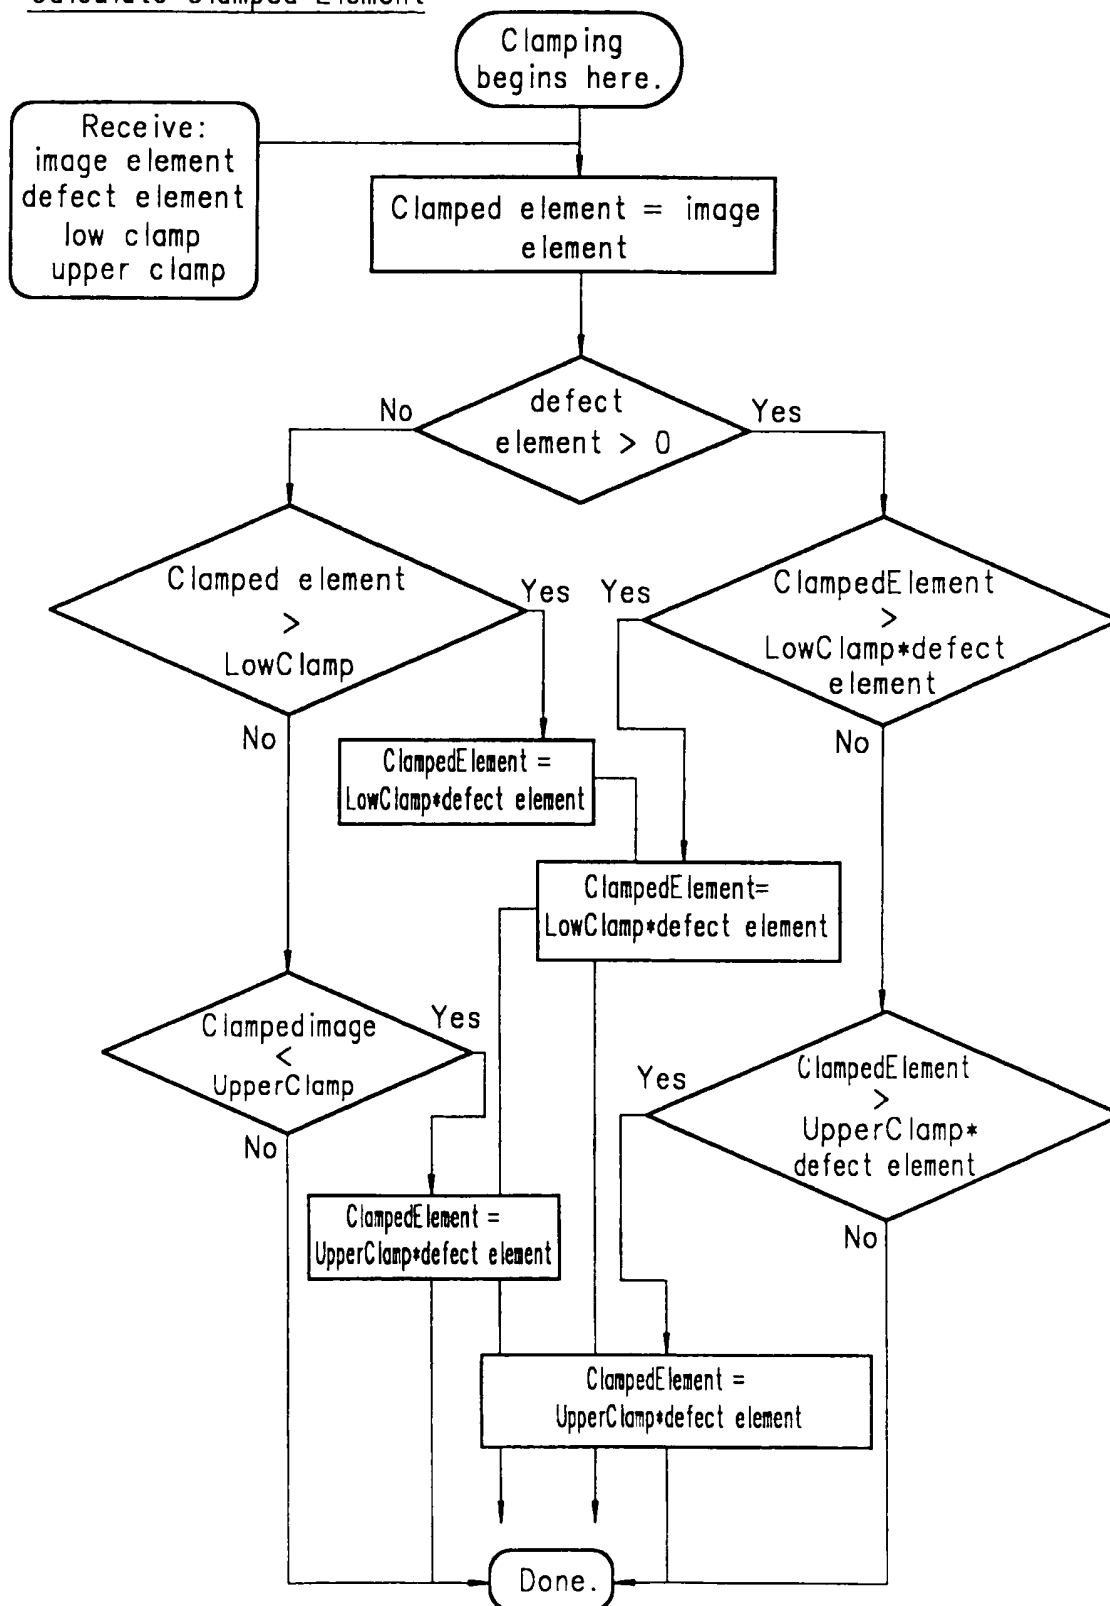 Calculate Clamped Element
Clamping
begins here.
Receive:
image element
defect element
low clamp
upper clamp
Clamped element = image
element
defect
element > 0
No
Yes
Clamped element
>
LowClamp
Yes
No
Yes
ClampedElement
>
LowClamp*defect
element
No
ClampedElement =
LowClamp*defect element
ClampedElement=
LowClamp*defect element
Clampedimage
<
UpperClamp
Yes
No
Yes
ClampedElement
>
UpperClamp*
defect element
No
ClampedElement =
UpperClamp*defect element
ClampedElement =
UpperClamp*defect element
Done.